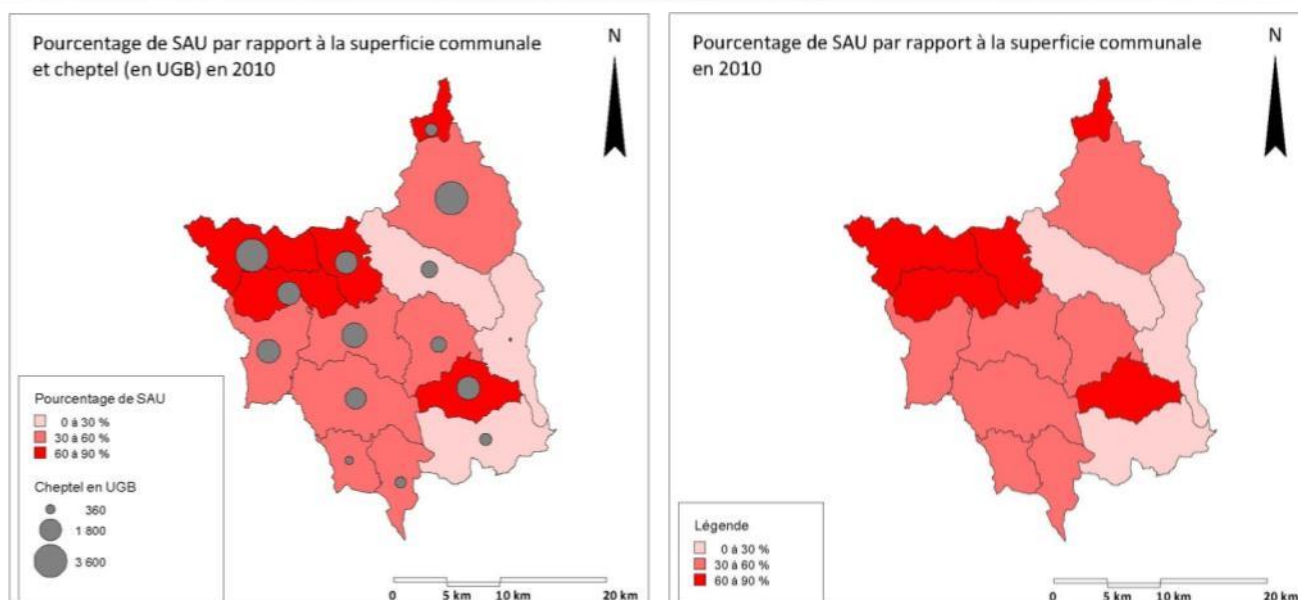 Pourcentage de SAU par rapport à la superficie communale
et cheptel (en UGB) en 2010
N
Pourcentage de SAU
0 à 30 %
30 à 60 %
60 à 90 %
Cheptel en UGB
360
1 800
3 600
0 5 km 10 km 20 km
Pourcentage de SAU par rapport à la superficie communale
en 2010
N
Légende
0 à 30 %
30 à 60 %
60 à 90 %
0 5 km 10 km 20 km